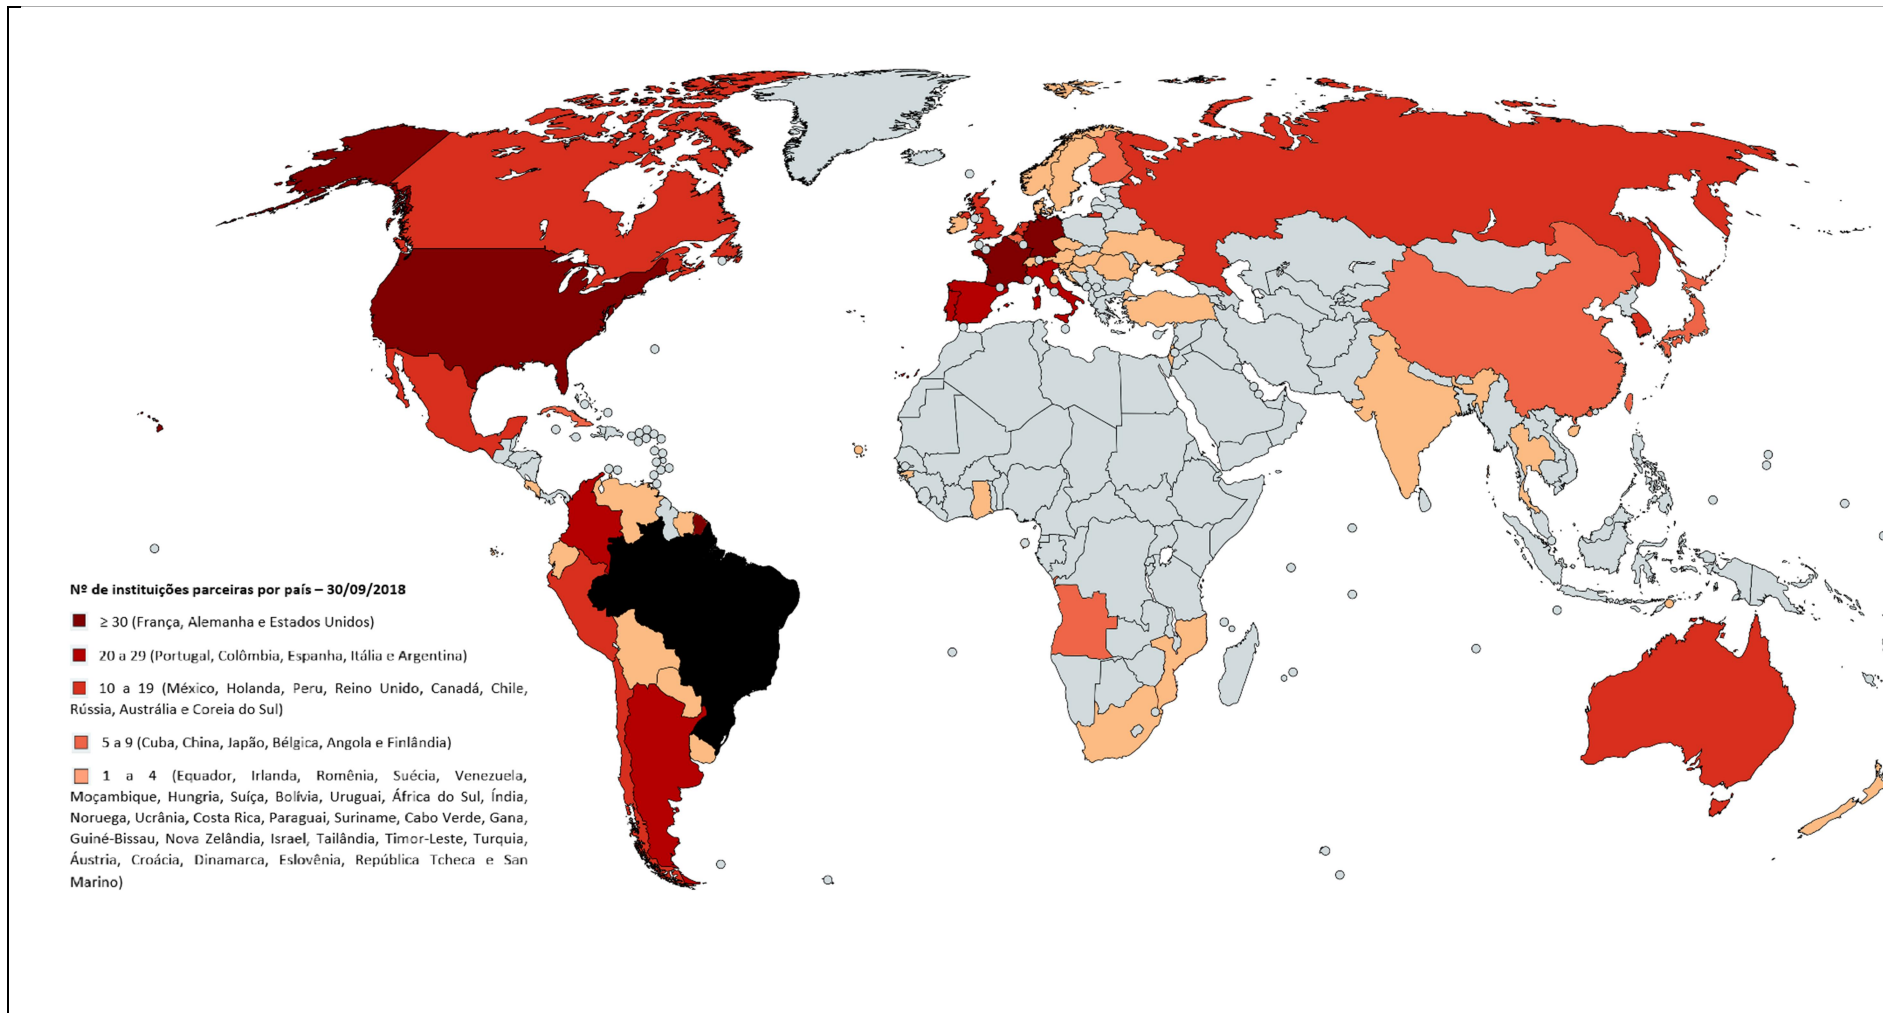 Nº de instituições parceiras por país – 30/09/2018
≥ 30 (França, Alemanha e Estados Unidos)
20 a 29 (Portugal, Colômbia, Espanha, Itália e Argentina)
10 a 19 (México, Holanda, Peru, Reino Unido, Canadá, Chile,
Rússia, Austrália e Coreia do Sul)
5 a 9 (Cuba, China, Japão, Bélgica, Angola e Finlândia)
1 a 4 (Equador, Irlanda, Romênia, Suécia, Venezuela,
Moçambique, Hungria, Suíça, Bolívia, Uruguai, África do Sul, Índia,
Noruega, Ucrânia, Costa Rica, Paraguai, Suriname, Cabo Verde, Gana,
Guiné-Bissau, Nova Zelândia, Israel, Tailândia, Timor-Leste, Turquia,
Áustria, Croácia, Dinamarca, Eslovênia, República Tcheca e San
Marino)